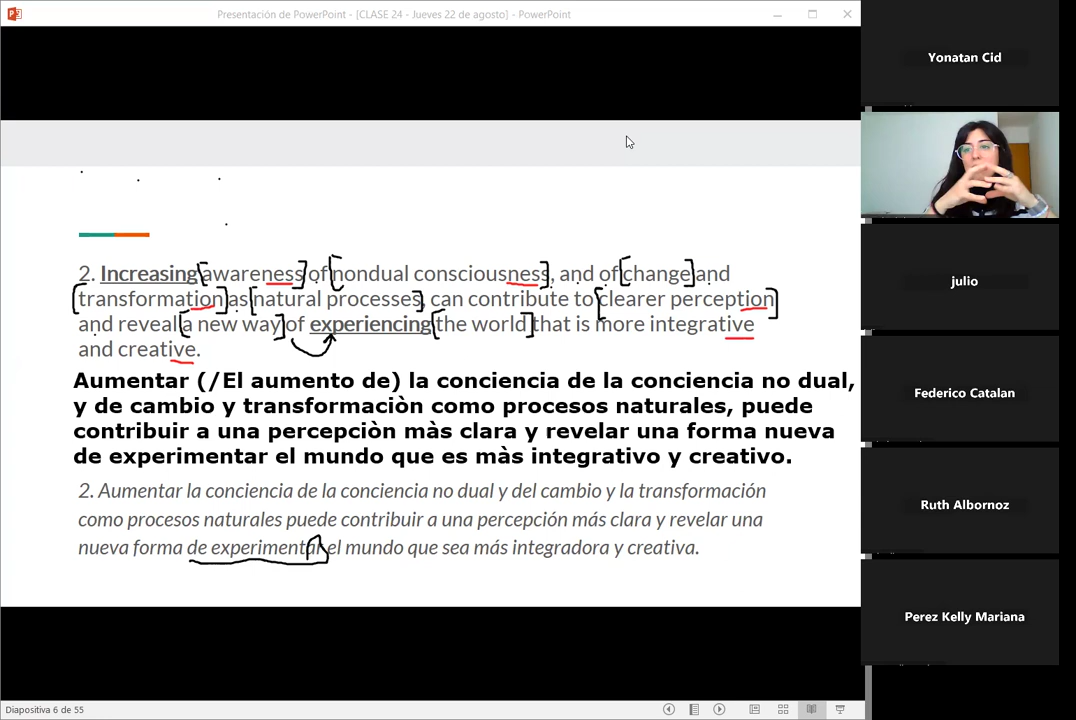 Presentación de PowerPoint - [CLASE 24 - Jueves 22 de agosto] - PowerPoint
Yonatan Cid
2. Increasing [awareness] of [nondual consciousness], and of [change] and
[transformation] as [natural processes], can contribute to [clearer perception]
and reveal [a new way] of experiencing [the world] that is more integrative
and creative.
Aumentar (/El aumento de) la conciencia de la conciencia no dual,
y de cambio y transformaciòn como procesos naturales, puede
contribuir a una percepciòn màs clara y revelar una forma nueva
de experimentar el mundo que es màs integrativo y creativo.
2. Aumentar la conciencia de la conciencia no dual y del cambio y la transformación
como procesos naturales puede contribuir a una percepción más clara y revelar una
nueva forma de experimentar el mundo que sea más integradora y creativa.
julio
Federico Catalan
Ruth Albornoz
Perez Kelly Mariana
Diapositiva 6 de 55